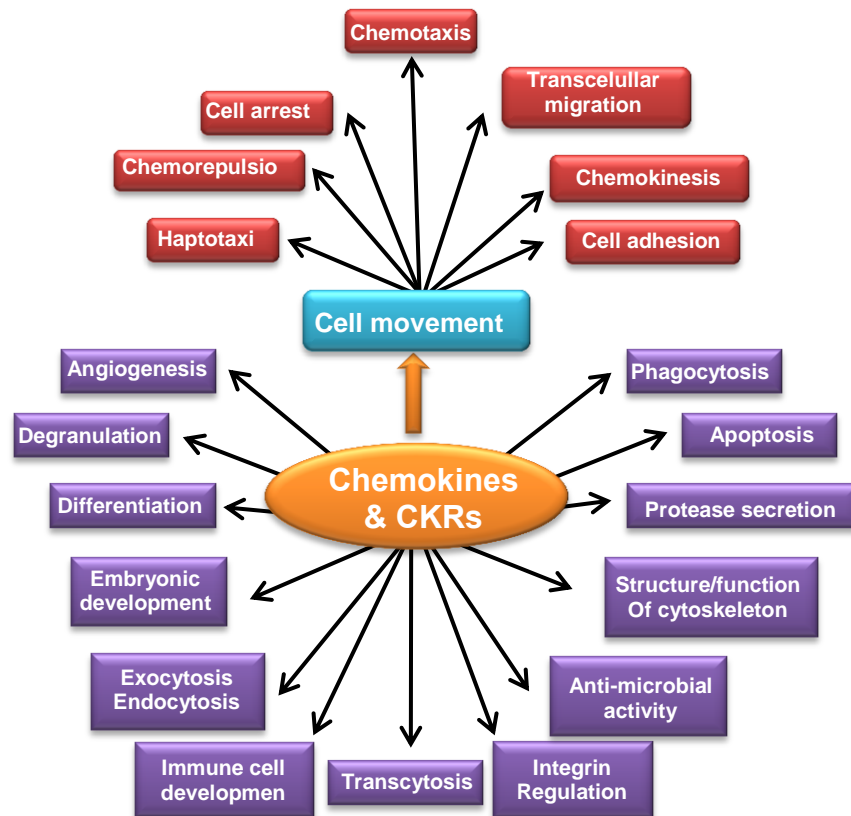 Chemotaxis
Transcelullar
migration
Cell arrest
Chemorepulsio
Chemokinesis
Haptotaxi
Cell adhesion
Cell movement
Angiogenesis
Phagocytosis
Degranulation
Apoptosis
Chemokines
& CKRs
Differentiation
Protease secretion
Embryonic
development
Structure/function
Of cytoskeleton
Exocytosis
Endocytosis
Anti-microbial
activity
Immune cell
developmen
Transcytosis
Integrin
Regulation